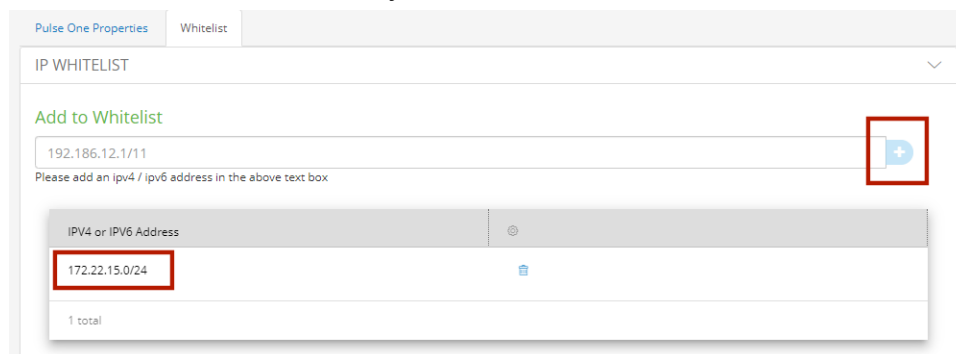 Pulse One Properties Whitelist
IP WHITELIST
Add to Whitelist
192.186.12.1/11
Please add an ipv4 / ipv6 address in the above text box
IPV4 or IPV6 Address
172.22.15.0/24
1 total